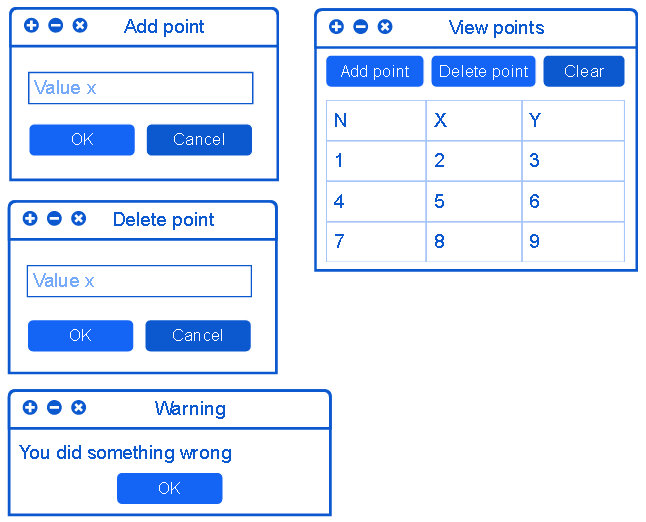 Add point
Value x
OK Cancel
Delete point
Value x
OK Cancel
Warning
You did something wrong
OK
View points
Add point Delete point Clear
N X Y
1 2 3
4 5 6
7 8 9